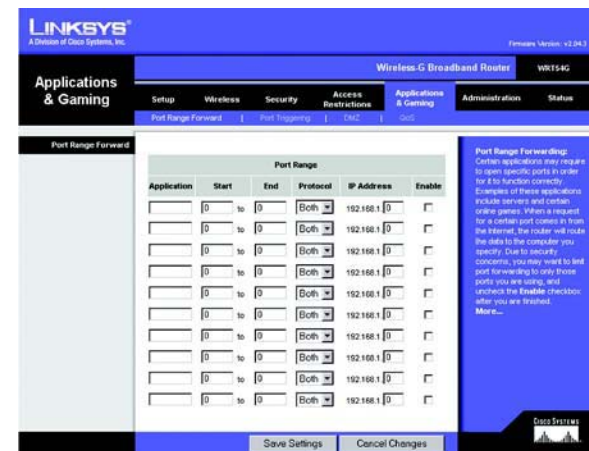 LINKSYS®
A Division of Cisco Systems, Inc.
Firmware Version: v2.04.3
Wireless-G Broadband Router WRT54G
Applications & Gaming
Setup Wireless Security Access Restrictions Applications & Gaming Administration Status
Port Range Forward | Port Triggering | DMZ | QoS
Port Range Forward
Port Range
Application Start End Protocol IP Address Enable
0 to 0 Both 192.168.1.0
0 to 0 Both 192.168.1.0
0 to 0 Both 192.168.1.0
0 to 0 Both 192.168.1.0
0 to 0 Both 192.168.1.0
0 to 0 Both 192.168.1.0
0 to 0 Both 192.168.1.0
0 to 0 Both 192.168.1.0
0 to 0 Both 192.168.1.0
0 to 0 Both 192.168.1.0
Port Range Forwarding:
Certain applications may require
to open specific ports in order
for it to function correctly.
Examples of these applications
include servers and certain
online games. When a request
for a certain port comes in from
the Internet, the router will route
the data to the computer you
specify. Due to security
concerns, you may want to limit
port forwarding to only those
ports you are using, and
uncheck the Enable checkbox
after you are finished.
More...
Save Settings Cancel Changes
CISCO SYSTEMS